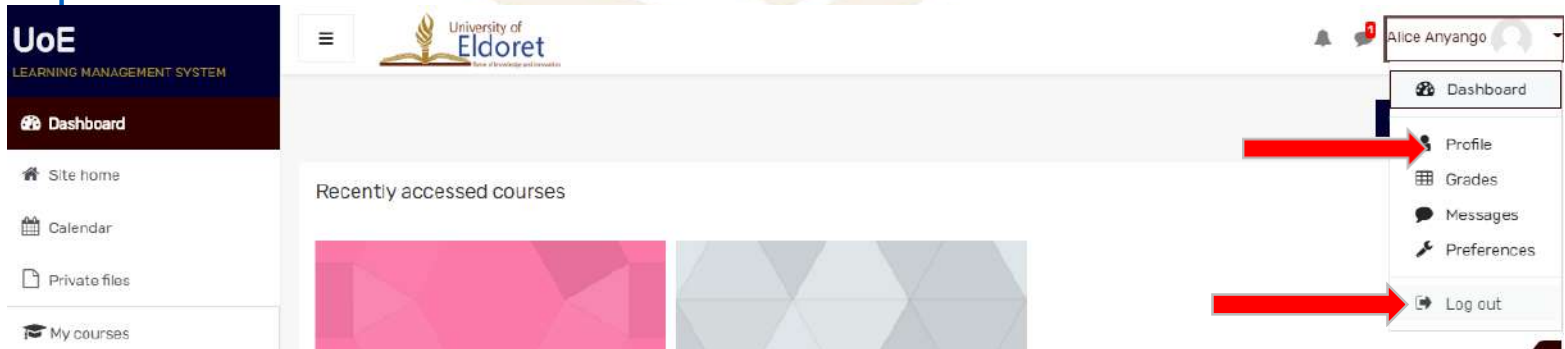 UoE
LEARNING MANAGEMENT SYSTEM
Dashboard
Site home
Calendar
Private files
My courses
University of
Eldoret
Recently accessed courses
1
Alice Anyango
Dashboard
Profile
Grades
Messages
Preferences
Log out